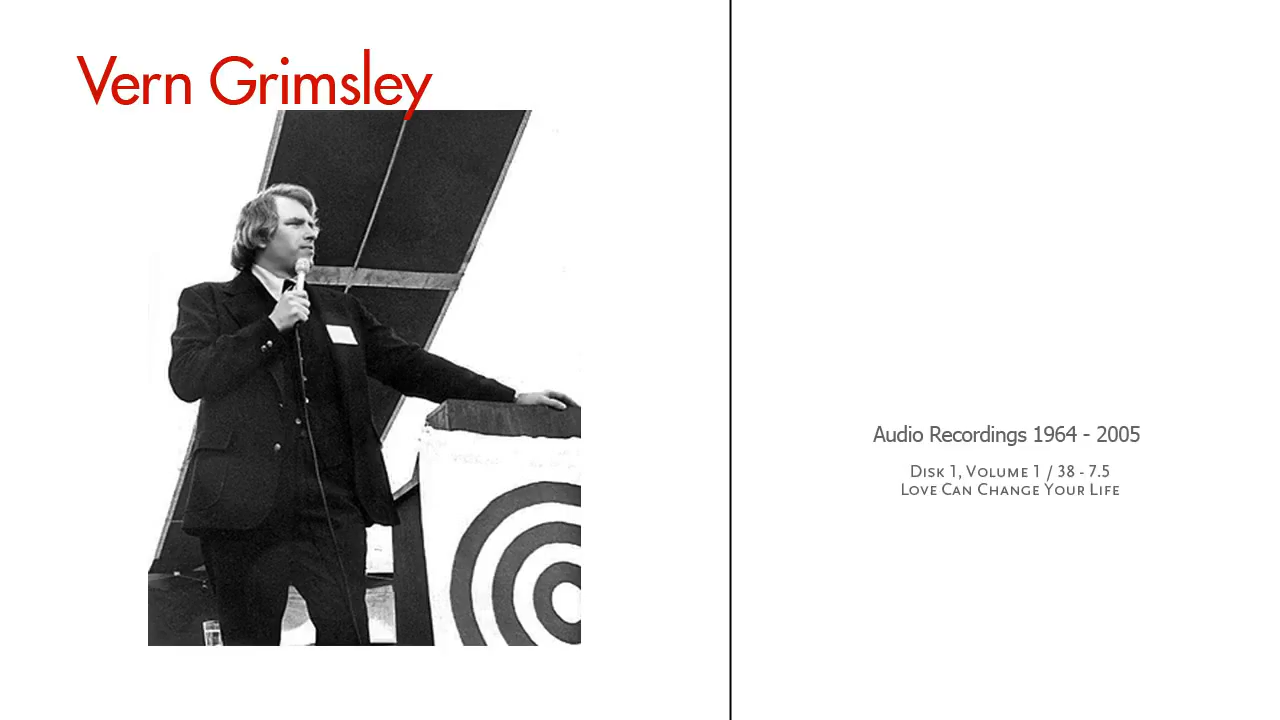 Vern Grimsley
Audio Recordings 1964 - 2005
Disk 1, Volume 1 / 38 - 7.5
Love Can Change Your Life